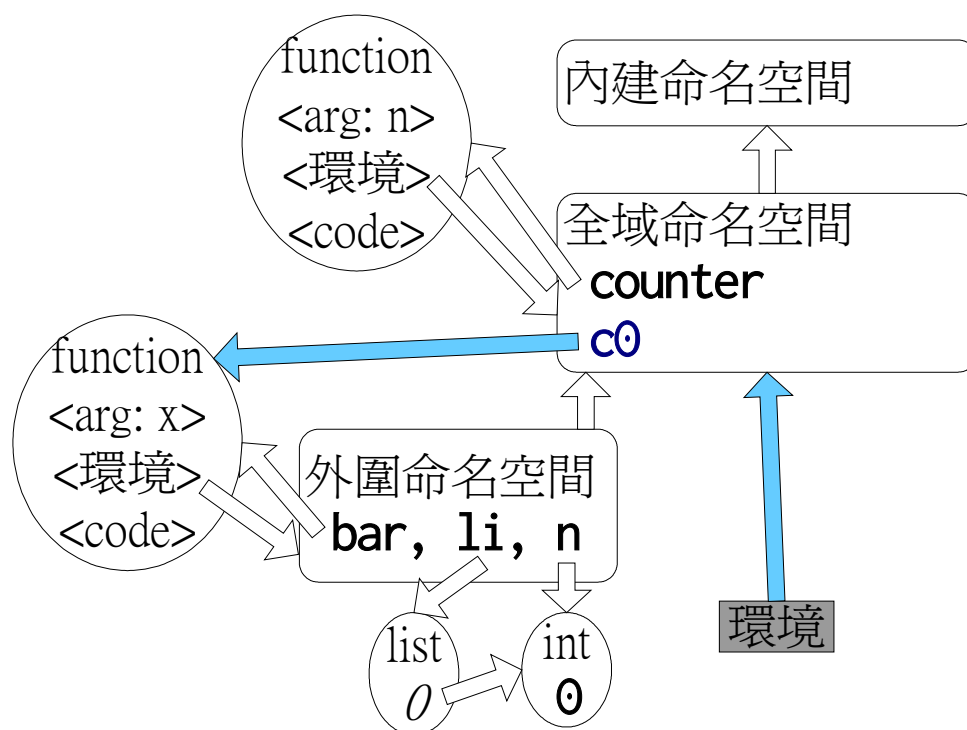 function
<arg: n>
<環境>
<code>
內建命名空間
全域命名空間
counter
c0
function
<arg: x>
<環境>
<code>
外圍命名空間
bar, li, n
list
0
int
0
環境